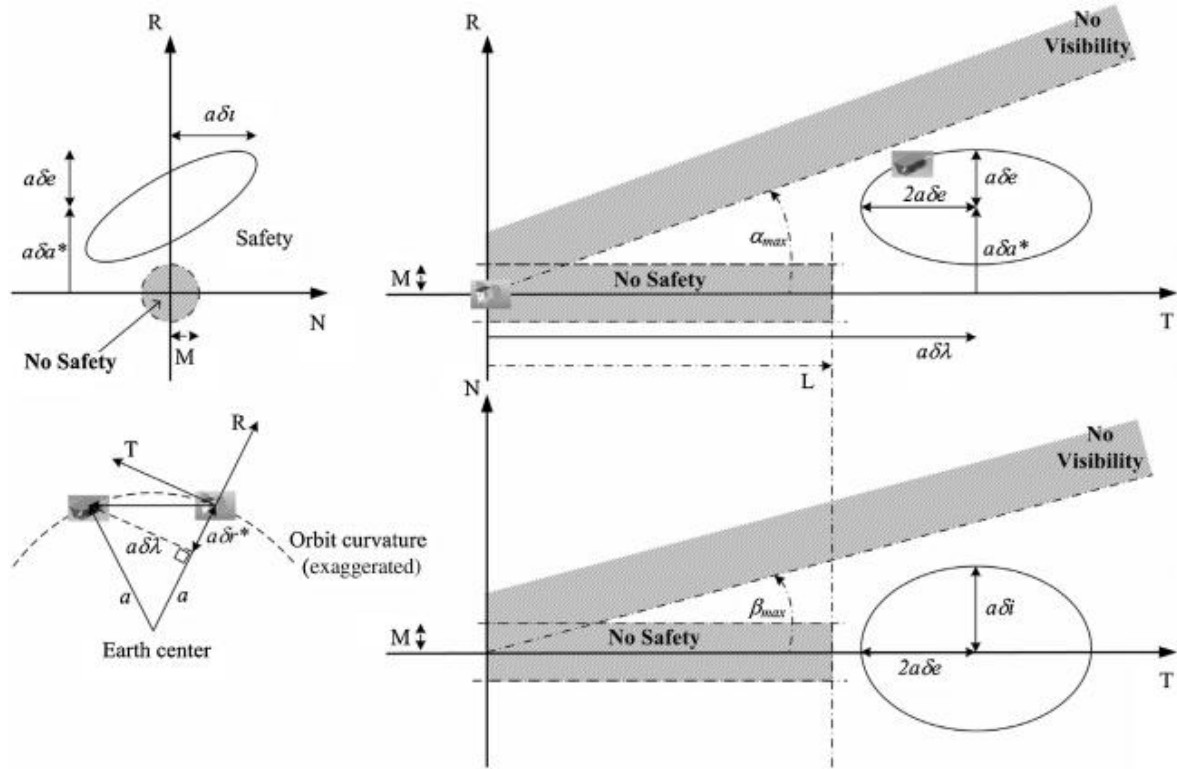 R
aδι
aδe
aδa*
Safety
N
No Safety
M
R
No
Visibility
aδe
2aδe
α_max
aδa*
M
No Safety
T
aδλ
L
R
T
aδr*
aδλ
Orbit curvature
(exaggerated)
a
a
Earth center
N
No
Visibility
β_max
aδi
M
No Safety
2aδe
T